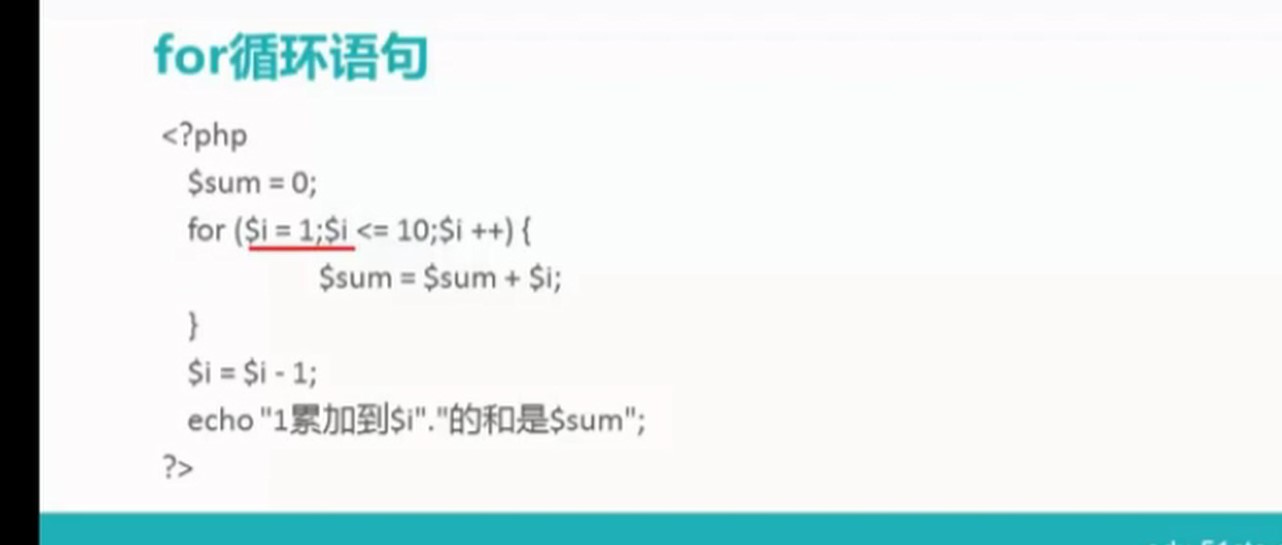 for循环语句
<?php
$sum = 0;
for ($i = 1;$i <= 10;$i ++) {
$sum = $sum + $i;
}
$i = $i - 1;
echo "1累加到$i"."的和是$sum";
?>